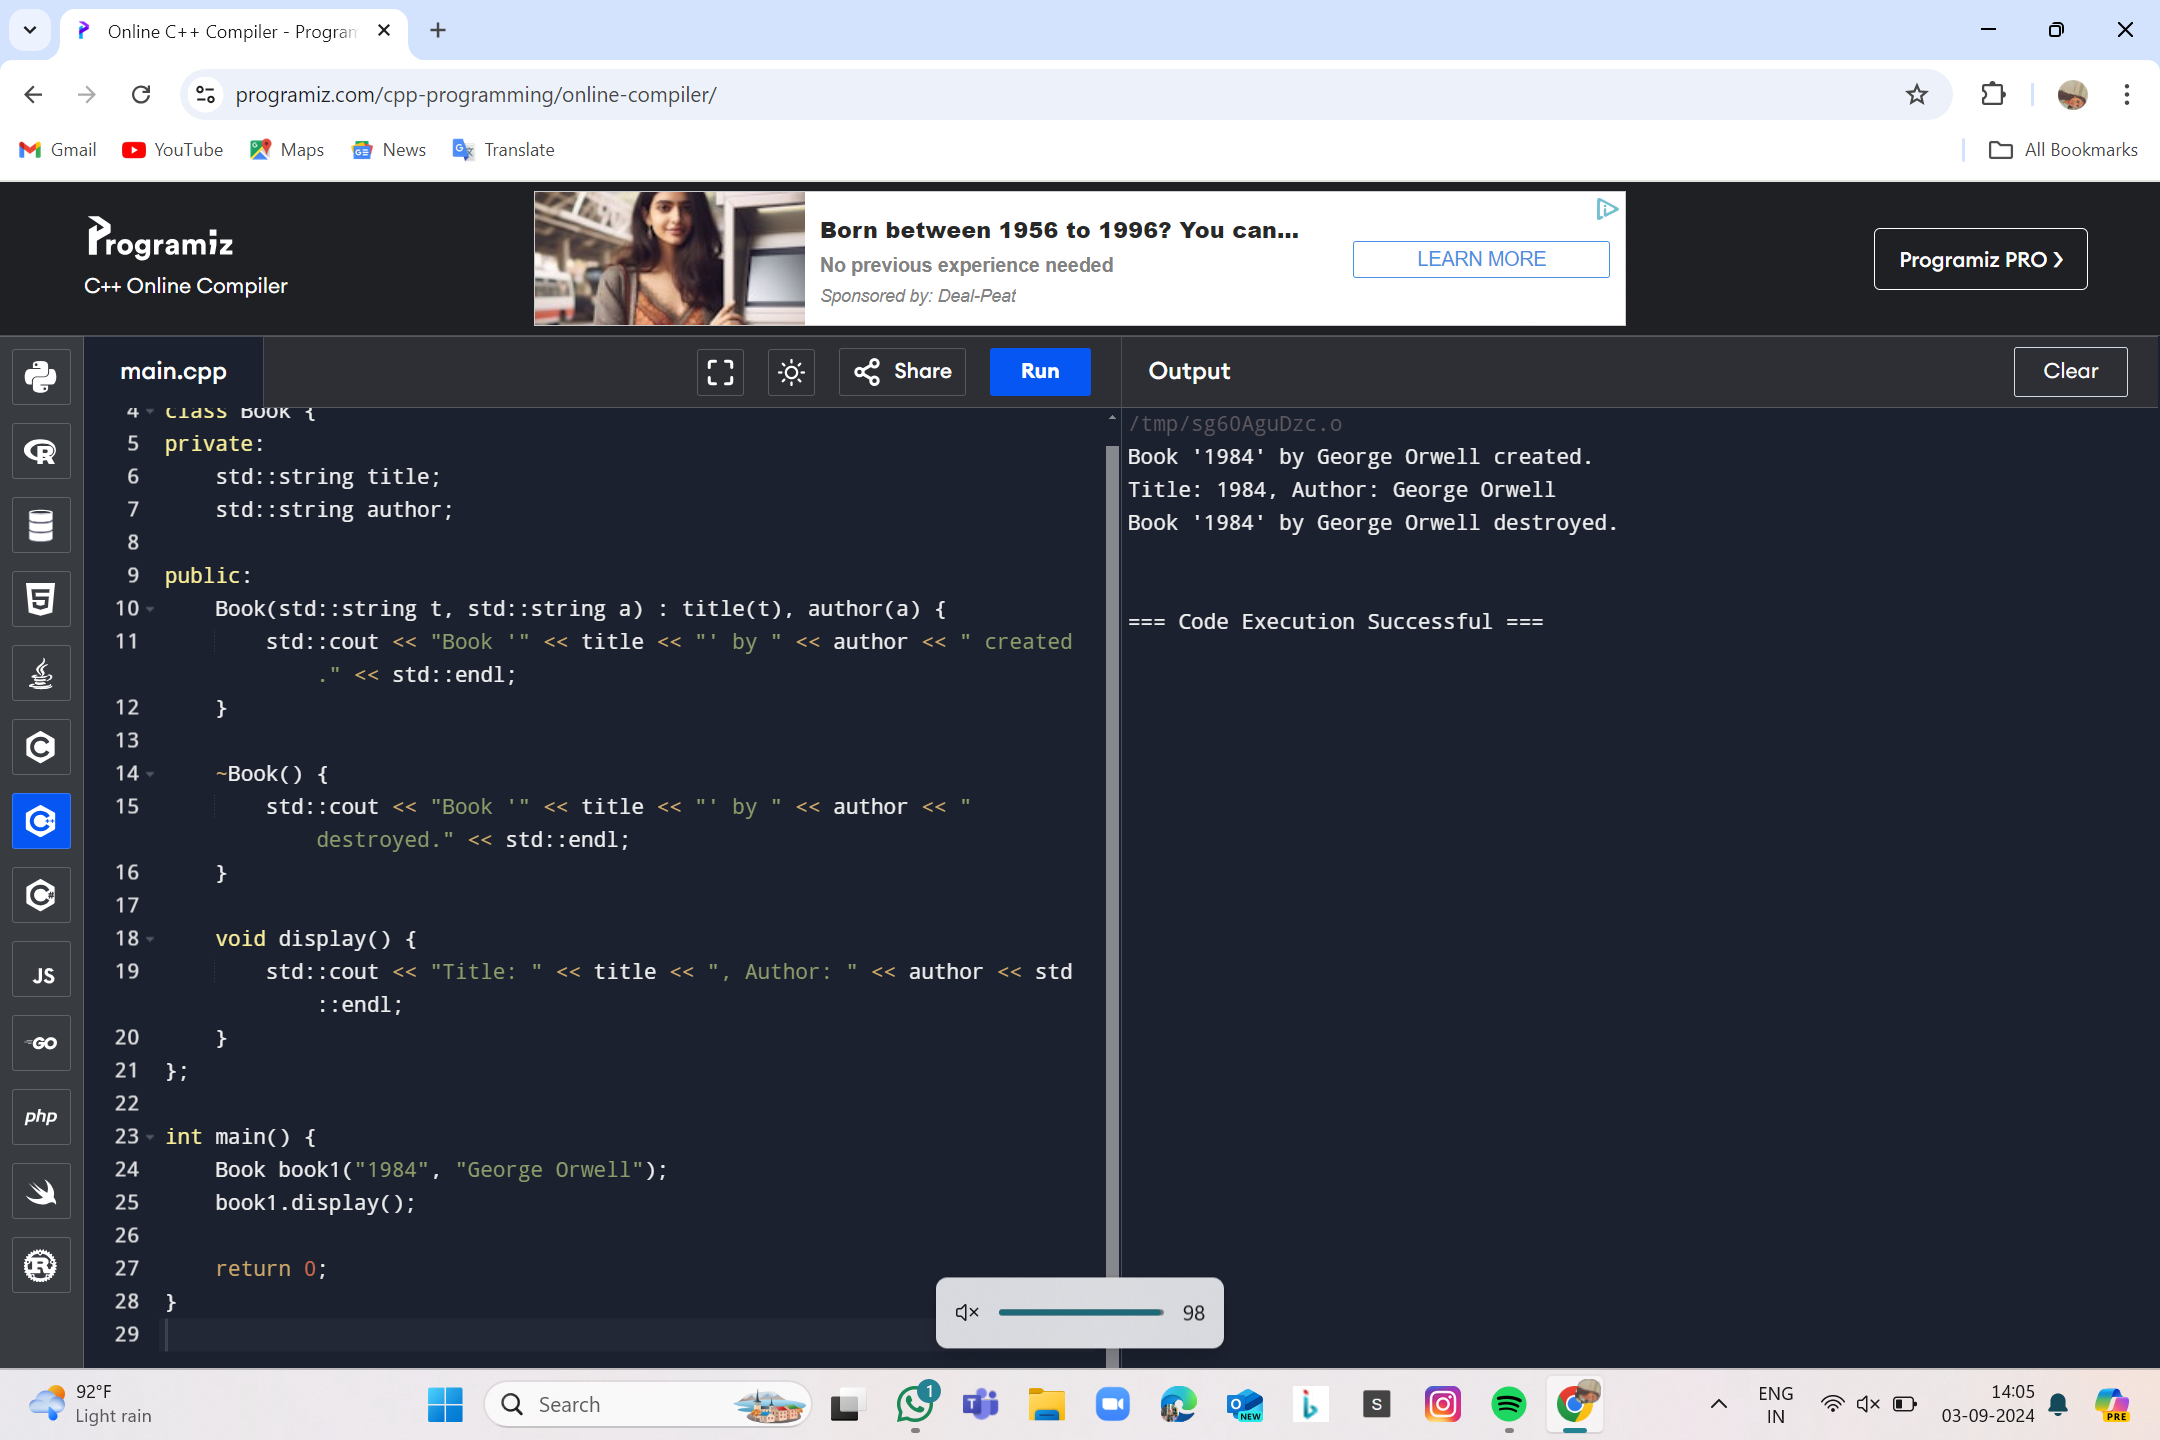 Online C++ Compiler - Program
programiz.com/cpp-programming/online-compiler/
Gmail
YouTube
Maps
News
Translate
All Bookmarks
Programiz
C++ Online Compiler
Born between 1956 to 1996? You can...
No previous experience needed
Sponsored by: Deal-Peat
LEARN MORE
Programiz PRO ❯
main.cpp
Share
Run
Output
Clear
4 class Book {
5 private:
6     std::string title;
7     std::string author;
8
9 public:
10     Book(std::string t, std::string a) : title(t), author(a) {
11         std::cout << "Book '" << title << "' by " << author << " created
." << std::endl;
12     }
13
14     ~Book() {
15         std::cout << "Book '" << title << "' by " << author << "
destroyed." << std::endl;
16     }
17
18     void display() {
19         std::cout << "Title: " << title << ", Author: " << author << std
::endl;
20     }
21 };
22
23 int main() {
24     Book book1("1984", "George Orwell");
25     book1.display();
26
27     return 0;
28 }
29
/tmp/sg60AguDzc.o
Book '1984' by George Orwell created.
Title: 1984, Author: George Orwell
Book '1984' by George Orwell destroyed.
=== Code Execution Successful ===
JS
GO
php
98
92°F
Light rain
Search
1
NEW
S
ENG
IN
14:05
03-09-2024
PRE